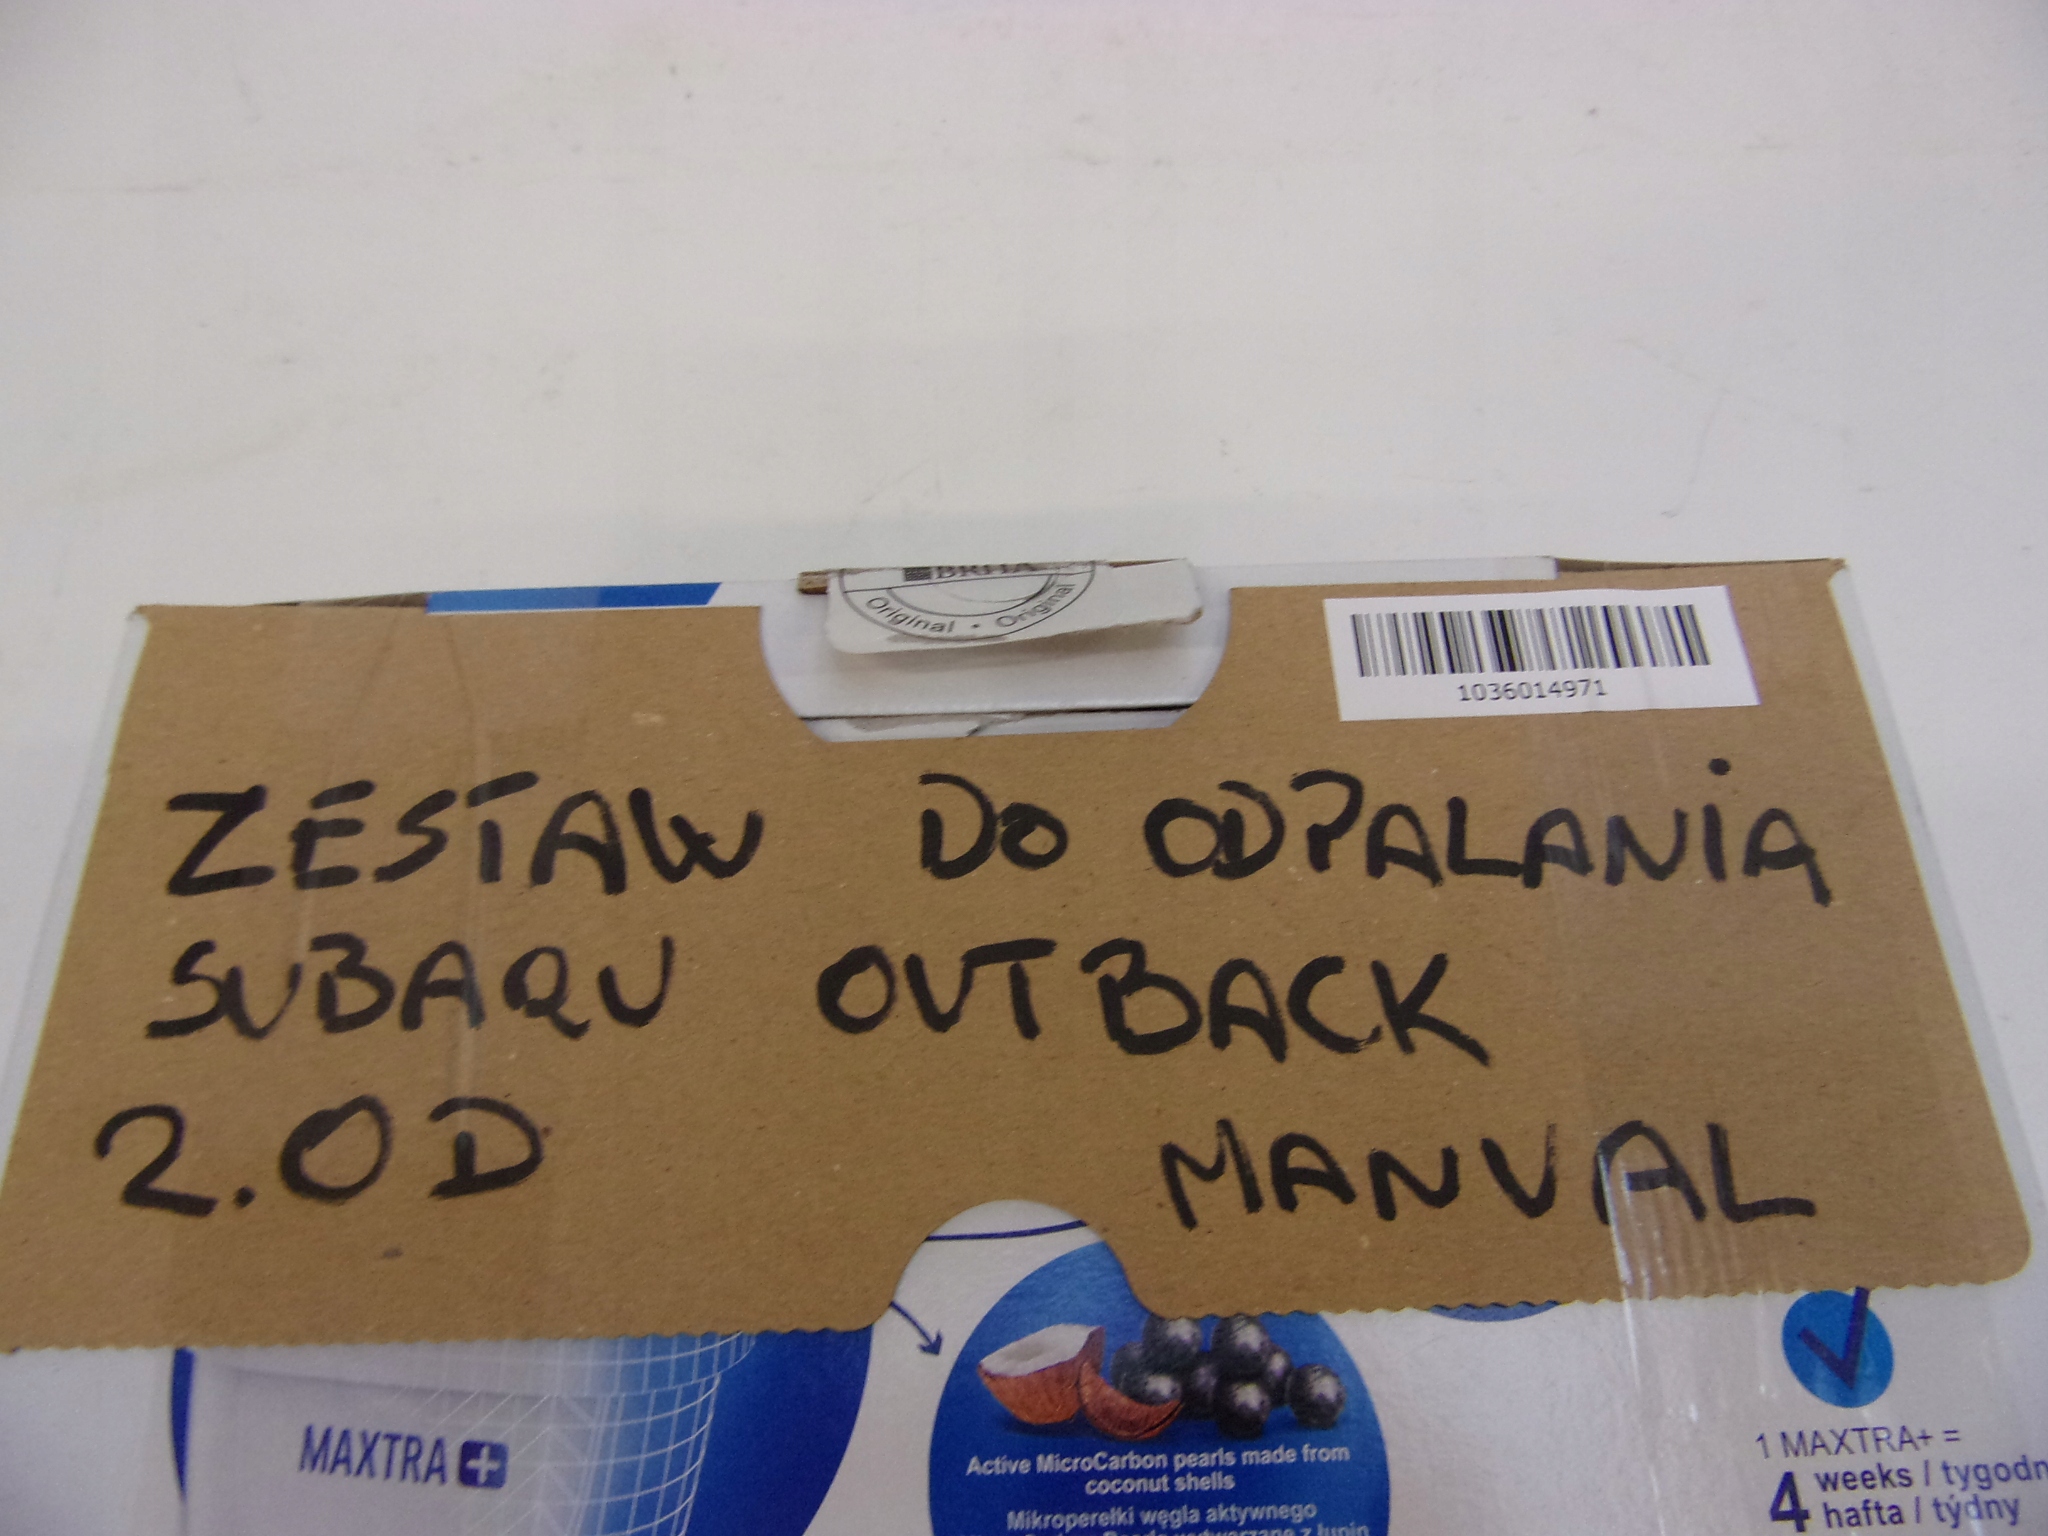 BRITA
Original • Original
1036014971
ZESTAW DO ODPALANIA
SUBARU OUTBACK
2.0D MANUAL
MAXTRA+
Active MicroCarbon pearls made from
coconut shells
Mikroperełki węgla aktywnego
z łupin
1 MAXTRA+ =
4 weeks / tygodn
hafta / týdny